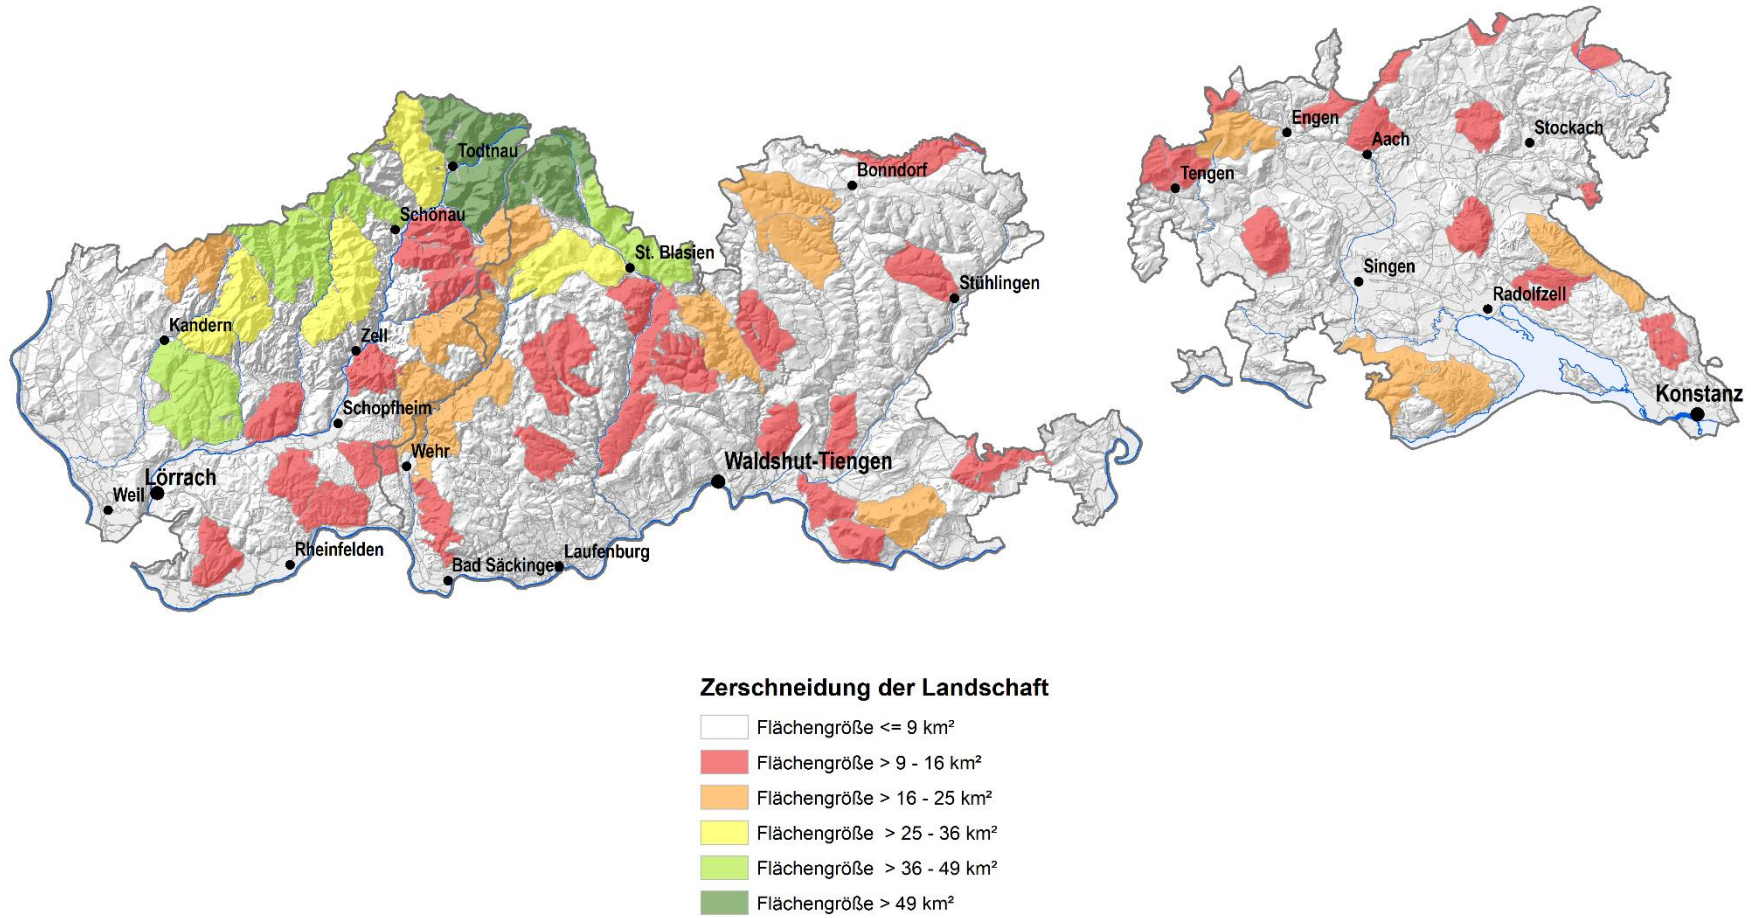 Engen
Aach
Stockach
Todtnau
Bonndorf
Tengen
Schönau
St. Blasien
Singen
Stühlingen
Radolfzell
Kandern
Zell
Konstanz
Schopfheim
Wehr
Waldshut-Tiengen
Lörrach
Weil
Rheinfelden
Laufenburg
Bad Säckingen
Zerschneidung der Landschaft
Flächengröße <= 9 km²
Flächengröße > 9 - 16 km²
Flächengröße > 16 - 25 km²
Flächengröße > 25 - 36 km²
Flächengröße > 36 - 49 km²
Flächengröße > 49 km²